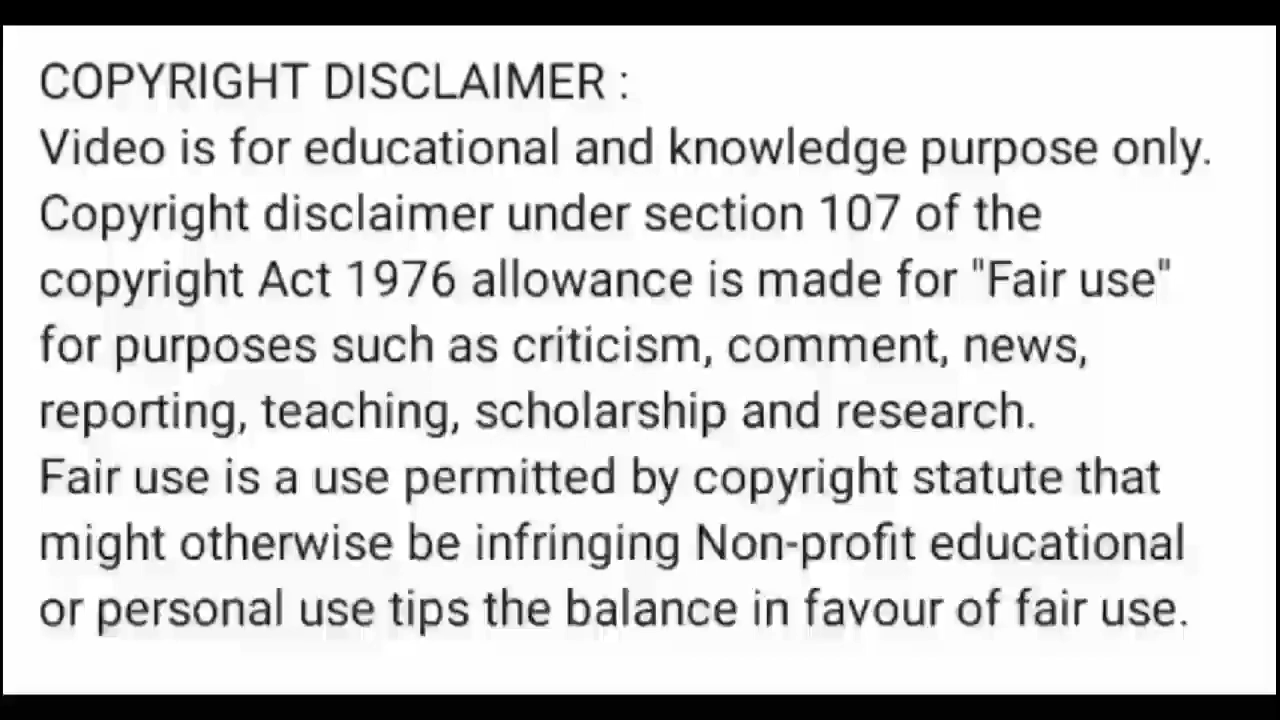 COPYRIGHT DISCLAIMER :
Video is for educational and knowledge purpose only.
Copyright disclaimer under section 107 of the
copyright Act 1976 allowance is made for "Fair use"
for purposes such as criticism, comment, news,
reporting, teaching, scholarship and research.
Fair use is a use permitted by copyright statute that
might otherwise be infringing Non-profit educational
or personal use tips the balance in favour of fair use.